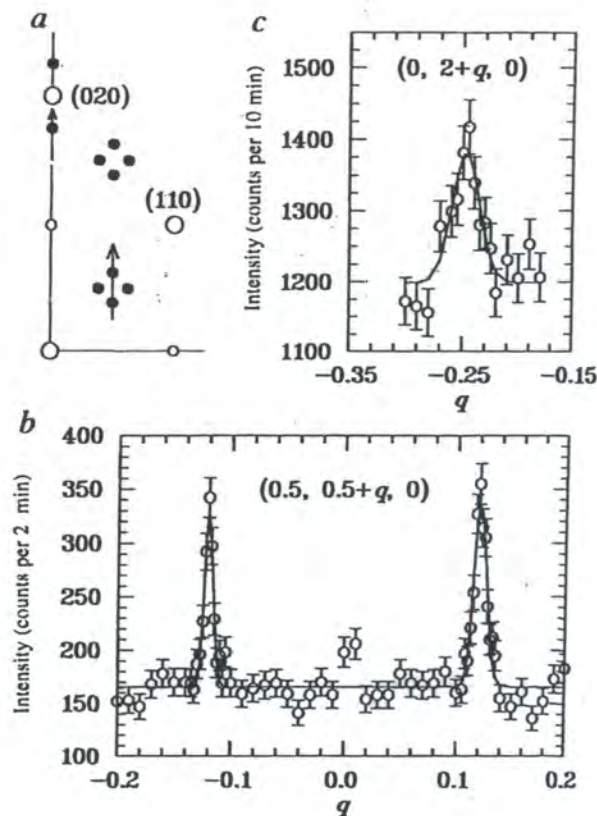 a
(020)
(110)
c
(0, 2+q, 0)
Intensity (counts per 10 min)
1500
1400
1300
1200
1100
−0.35
−0.25
−0.15
q
b
(0.5, 0.5+q, 0)
Intensity (counts per 2 min)
400
350
300
250
200
150
100
−0.2
−0.1
0.0
0.1
0.2
q